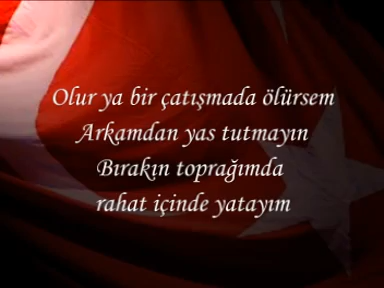 Olur ya bir çatışmada ölürsem
Arkamdan yas tutmayın
Bırakın toprağımda
rahat içinde yatayım